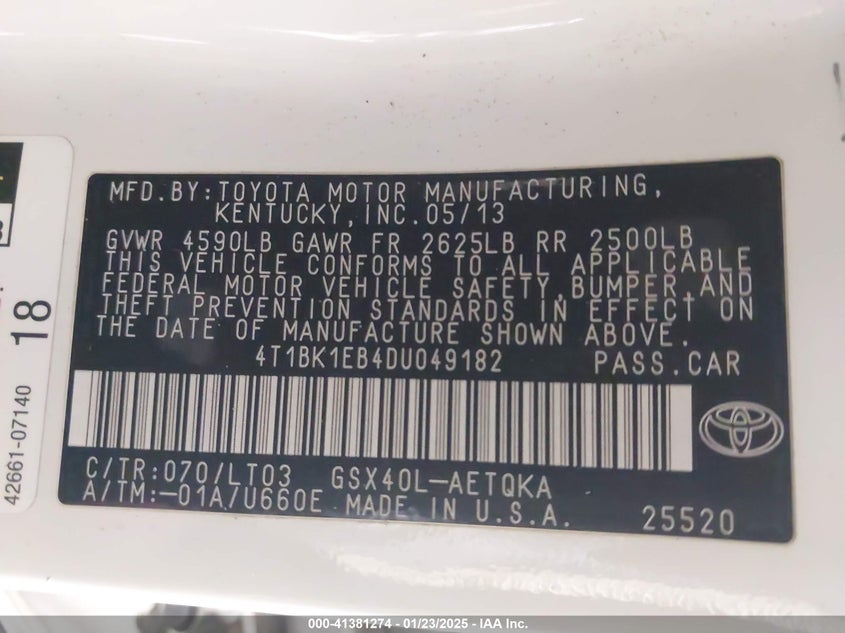 MFD.BY:TOYOTA MOTOR MANUFACTURING,
KENTUCKY,INC.05/13
GVWR 4590LB GAWR FR 2625LB RR 2500LB
THIS VEHICLE CONFORMS TO ALL APPLICABLE
FEDERAL MOTOR VEHICLE SAFETY,BUMPER,AND
THEFT PREVENTION STANDARDS IN EFFECT ON
THE DATE OF MANUFACTURE SHOWN ABOVE.
4T1BK1EB4DU049182 PASS.CAR
C/TR:070/LT03 GSX40L-AETQKA
A/TM:-01A/U660E MADE IN U.S.A. 25520
18
42661-07140
000-41381274 - 01/23/2025 - IAA Inc.